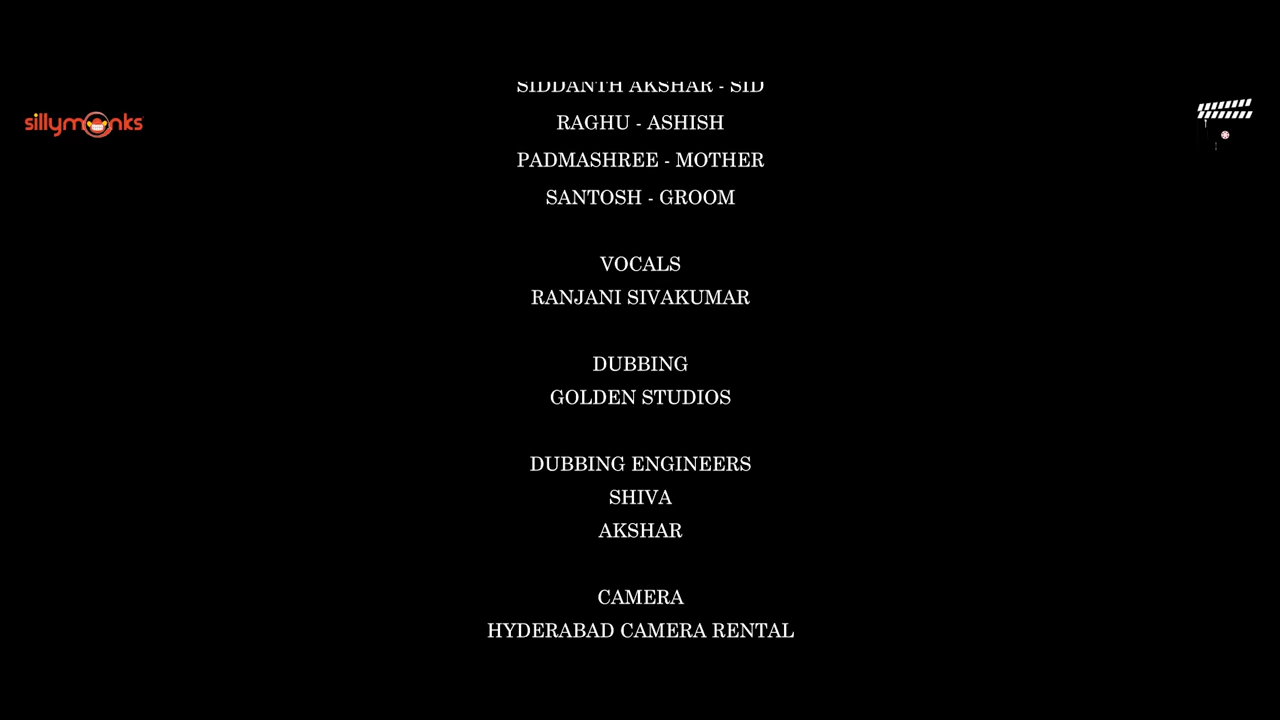 SIDDANTH AKSHAR - SID
sillymonks
RAGHU - ASHISH
PADMASHREE - MOTHER
SANTOSH - GROOM
VOCALS
RANJANI SIVAKUMAR
DUBBING
GOLDEN STUDIOS
DUBBING ENGINEERS
SHIVA
AKSHAR
CAMERA
HYDERABAD CAMERA RENTAL